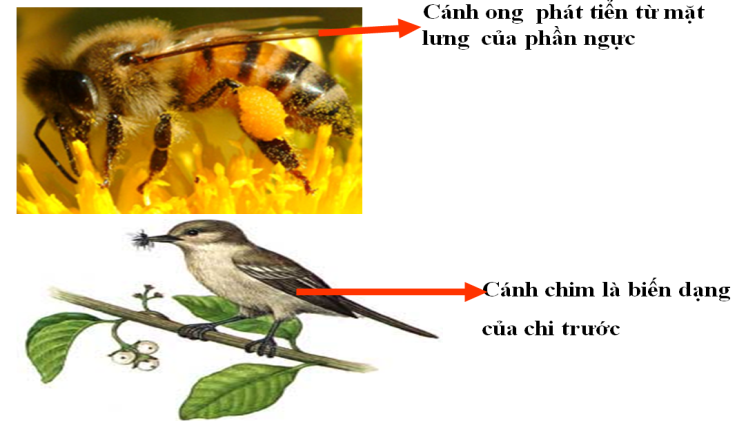 Cánh ong phát tiển từ mặt
lưng của phần ngực
Cánh chim là biến dạng
của chi trước